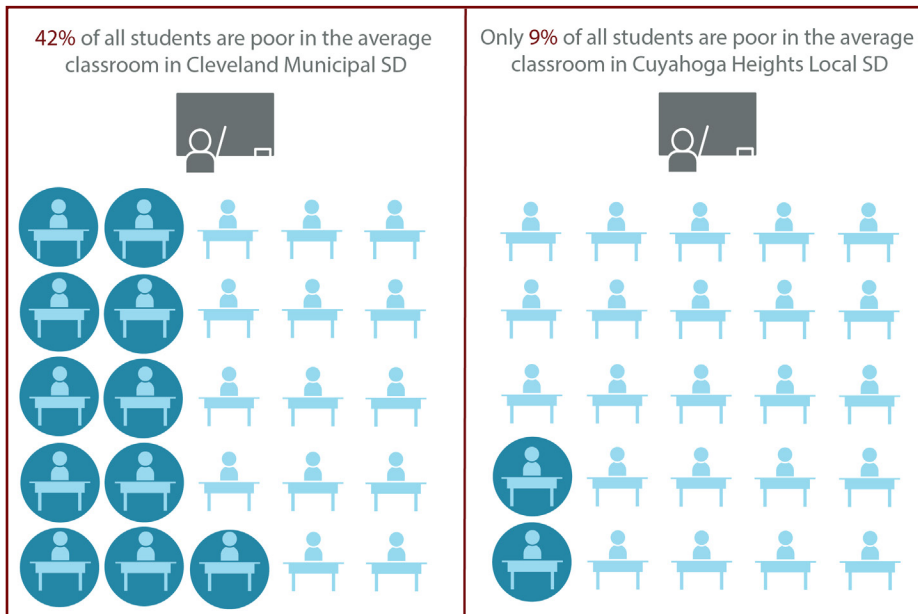 42% of all students are poor in the average
classroom in Cleveland Municipal SD
Only 9% of all students are poor in the average
classroom in Cuyahoga Heights Local SD